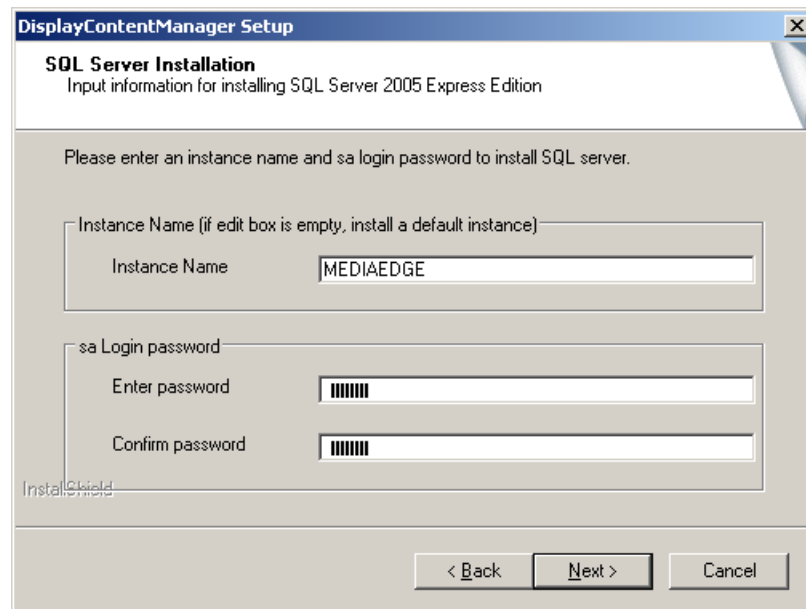 DisplayContentManager Setup
SQL Server Installation
Input information for installing SQL Server 2005 Express Edition
Please enter an instance name and sa login password to install SQL server.
Instance Name (if edit box is empty, install a default instance)
Instance Name MEDIAEDGE
sa Login password
Enter password
Confirm password
InstallShield
< Back Next > Cancel